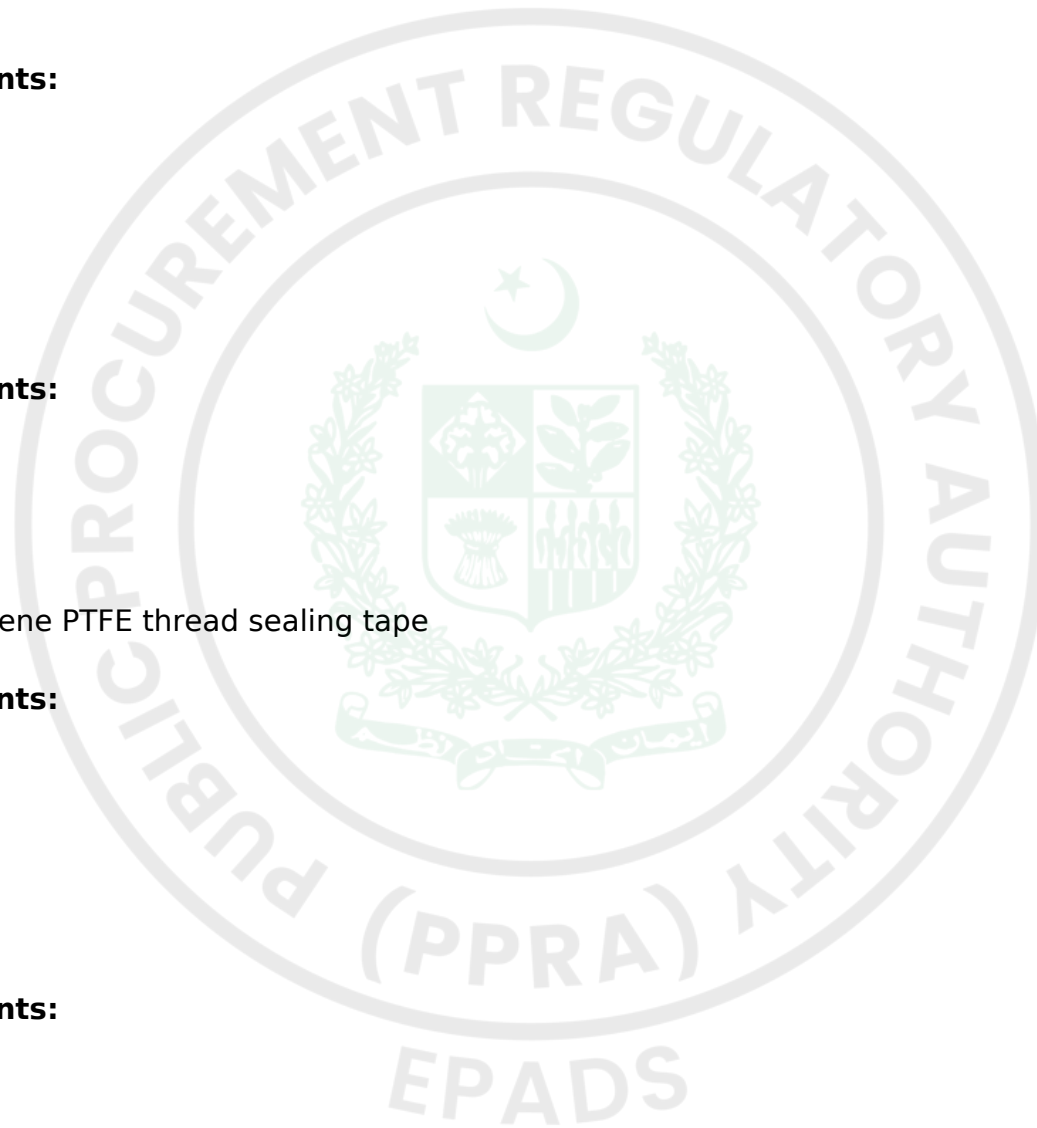 nts:
nts:
ene PTFE thread sealing tape
nts:
nts:
PUBLIC PROCUREMENT REGULATORY AUTHORITY
(PPRA)
EPADS